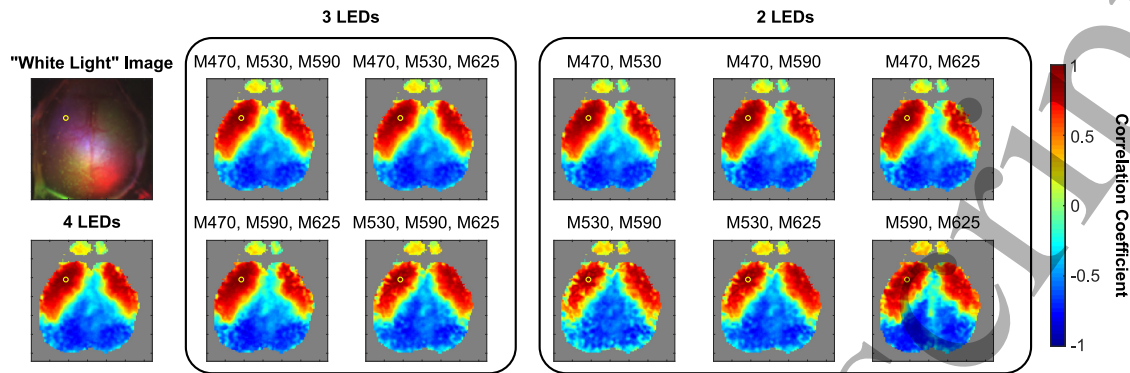 3 LEDs
2 LEDs
"White Light" Image
M470, M530, M590
M470, M530, M625
M470, M530
M470, M590
M470, M625
4 LEDs
M470, M590, M625
M530, M590, M625
M530, M590
M530, M625
M590, M625
1
0.5
0
-0.5
-1
Correlation Coefficient